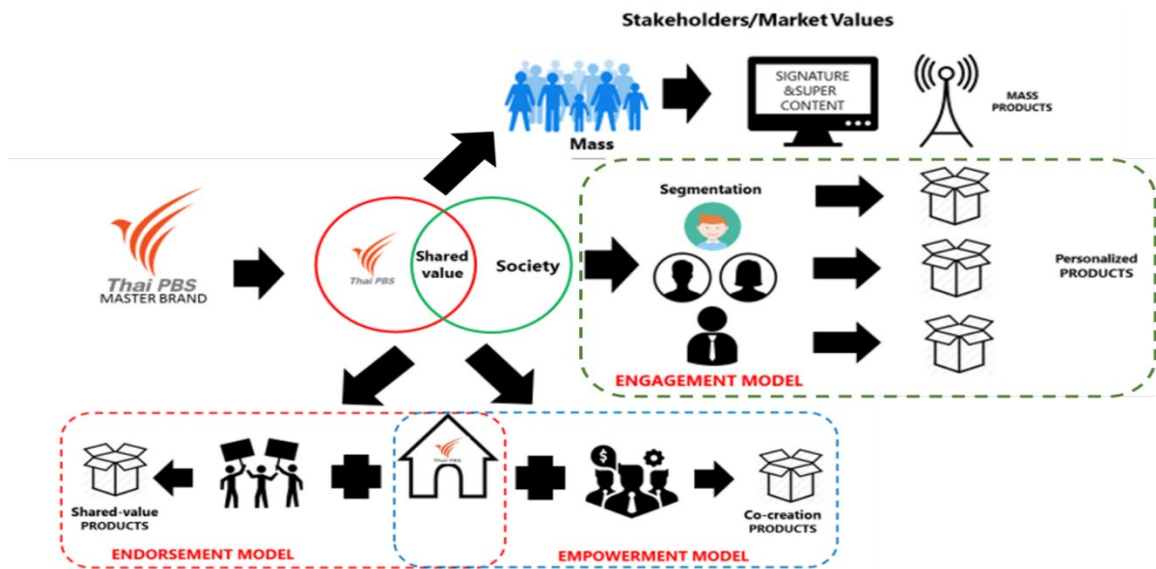 Stakeholders/Market Values
SIGNATURE
&SUPER
CONTENT
MASS
PRODUCTS
Mass
Segmentation
Thai PBS
MASTER BRAND
Thai PBS
Shared
value
Society
Personalized
PRODUCTS
ENGAGEMENT MODEL
Thai PBS
$
Shared-value
PRODUCTS
Co-creation
PRODUCTS
ENDORSEMENT MODEL
EMPOWERMENT MODEL